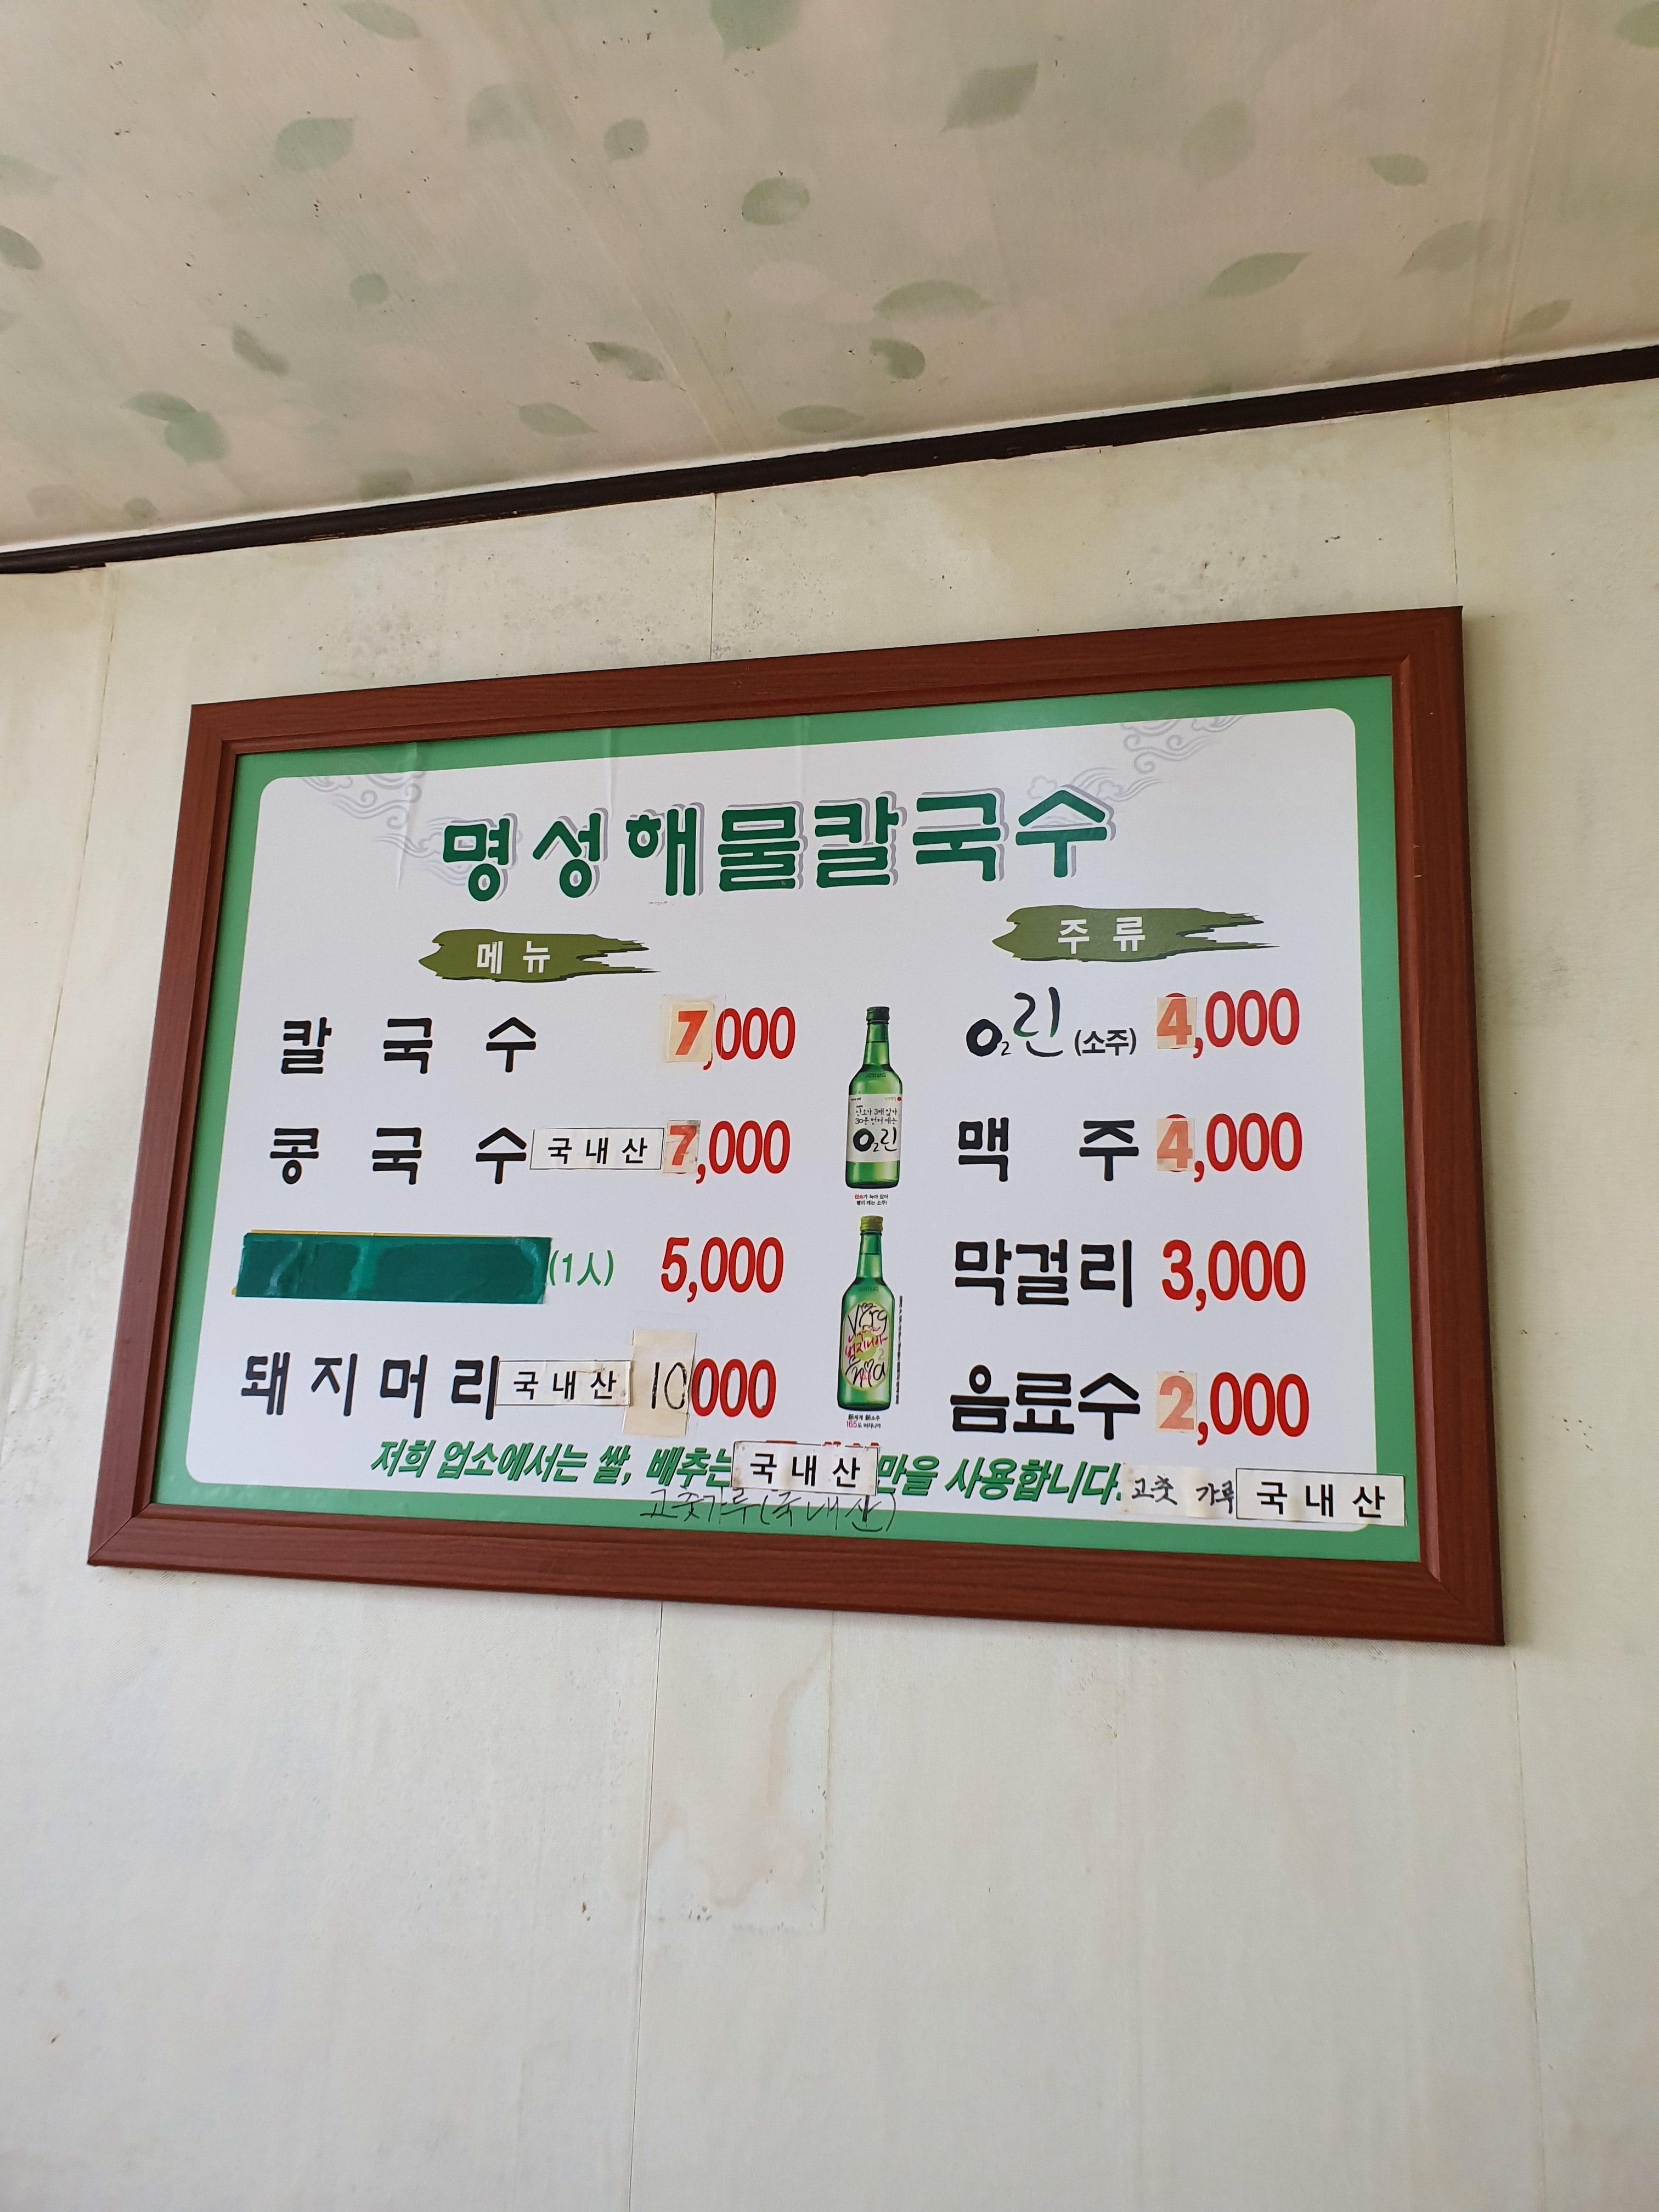 명성해물칼국수
메뉴
칼국수 7,000
콩국수 국내산 7,000
(1人) 5,000
돼지머리 국내산 10000
주류
O2린 (소주) 4,000
맥주 4,000
막걸리 3,000
음료수 2,000
O2린
저희 업소에서는 쌀, 배추는 국내산만을 사용합니다. 고춧가루 국내산
고춧가루(국내산)